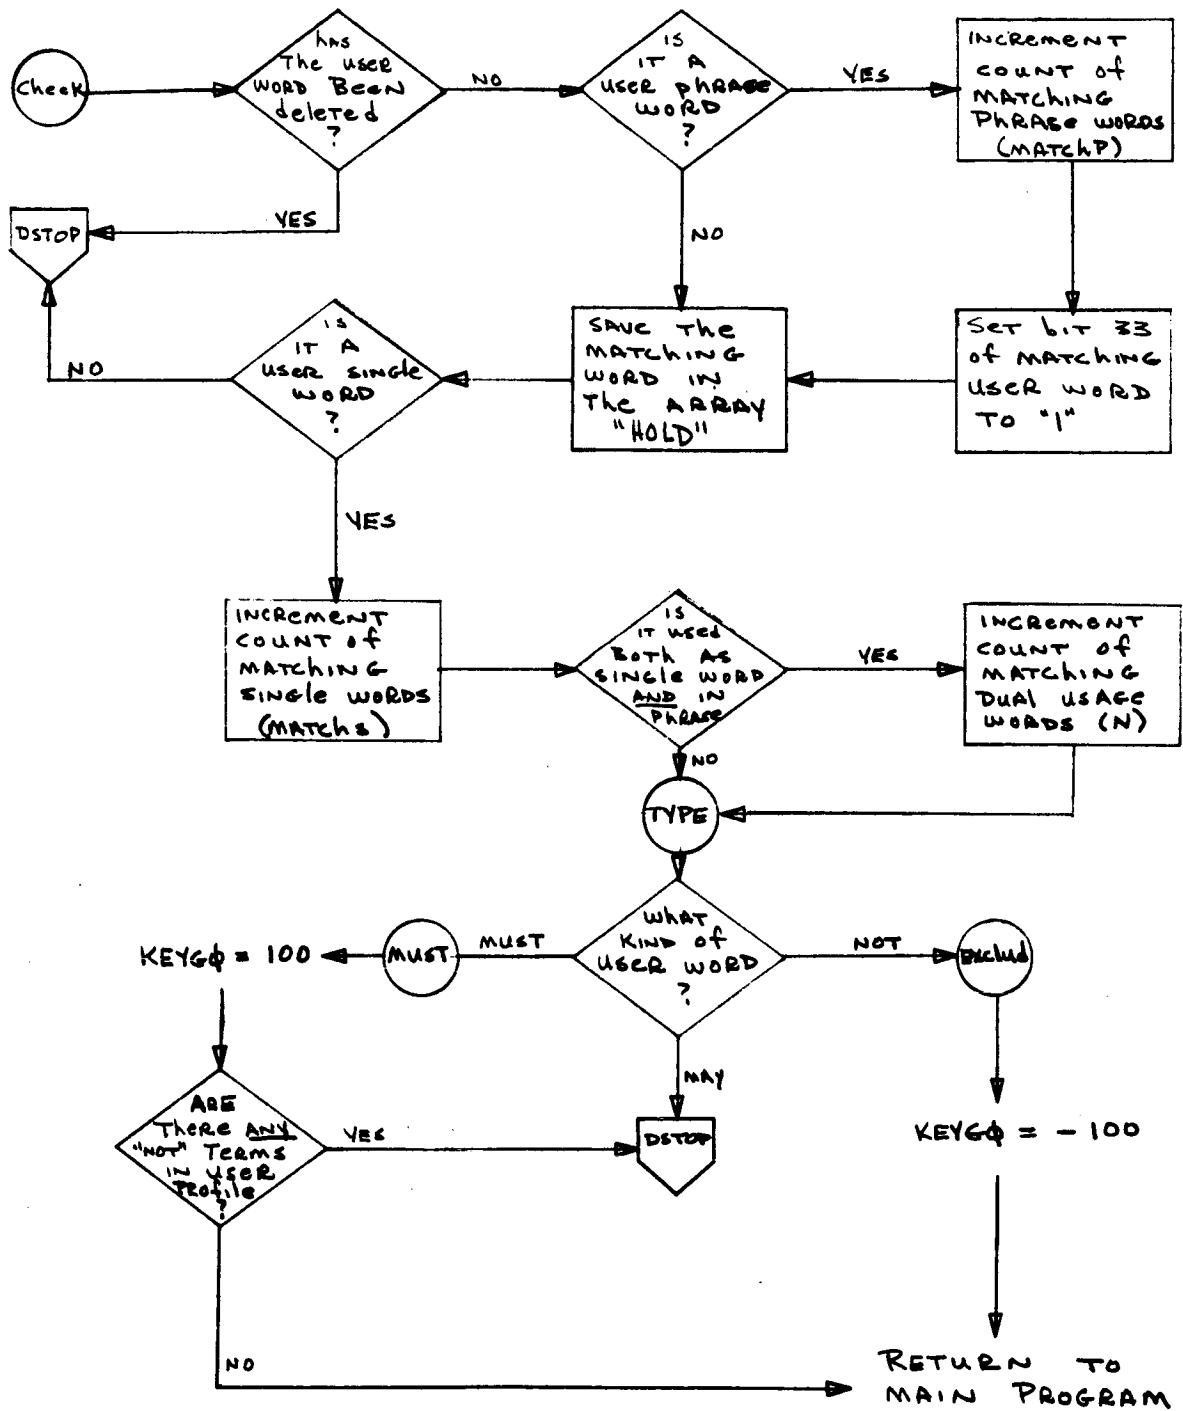 Check
HAS
The USER
WORD BEEN
deleted
?
NO
IS
IT A
USER PHRASE
WORD
?
YES
INCREMENT
COUNT of
MATCHING
PHRASE WORDS
(MATCHP)
YES
DSTOP
NO
IS
IT A
USER SINGLE
WORD
?
NO
SAVE THE
MATCHING
WORD IN
THE ARRAY
"HOLD"
SET bIT 33
of MATCHING
USER WORD
TO "1"
YES
INCREMENT
COUNT of
MATCHING
SINGLE WORDS
(MATCHS)
IS
IT USED
BOTH AS
SINGLE WORD
AND IN
PHRASE
YES
INCREMENT
COUNT of
MATCHING
DUAL USAGE
WORDS (N)
NO
TYPE
WHAT
KIND of
USER WORD
?
MUST
MUST
KEYGϕ = 100
NOT
Exclud
MAY
DSTOP
ARE
There ANY
"NOT" TERMS
IN USER
PROfile
?
YES
KEYGϕ = - 100
NO
RETURN TO
MAIN PROGRAM